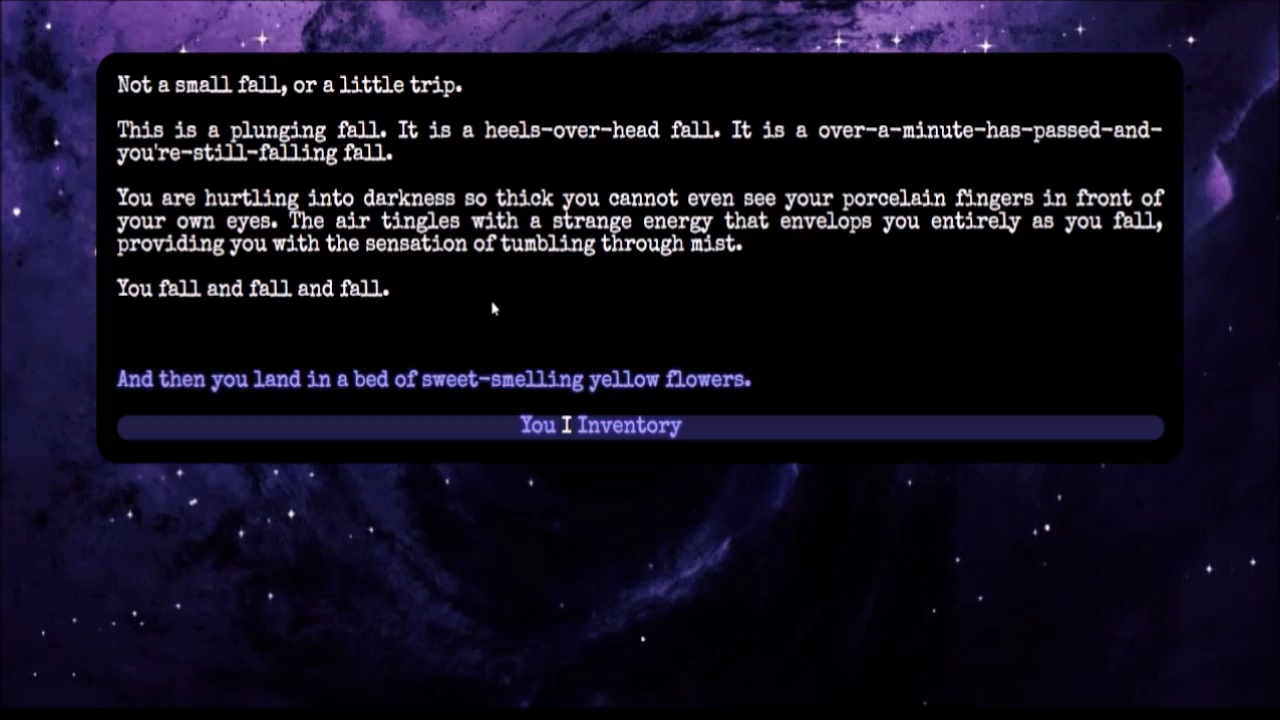 Not a small fall, or a little trip.
This is a plunging fall. It is a heels-over-head fall. It is a over-a-minute-has-passed-and-
you're-still-falling fall.
You are hurtling into darkness so thick you cannot even see your porcelain fingers in front of
your own eyes. The air tingles with a strange energy that envelops you entirely as you fall,
providing you with the sensation of tumbling through mist.
You fall and fall and fall.
And then you land in a bed of sweet-smelling yellow flowers.
You I Inventory